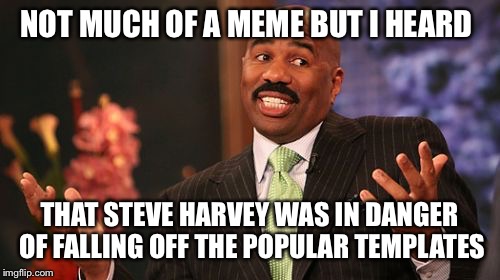 NOT MUCH OF A MEME BUT I HEARD
THAT STEVE HARVEY WAS IN DANGER
OF FALLING OFF THE POPULAR TEMPLATES
imgflip.com